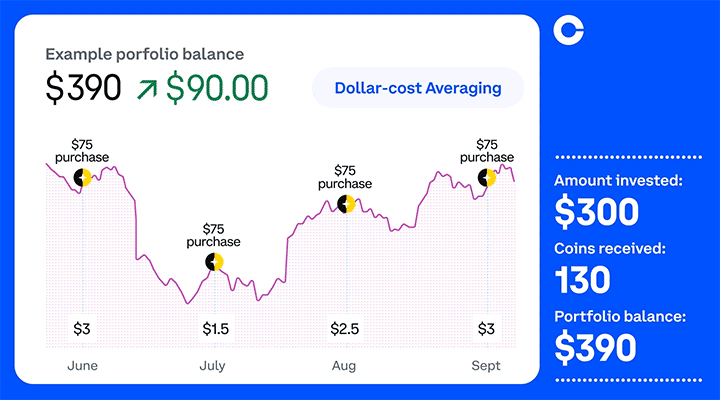 Example porfolio balance
$390 ↗ $90.00
Dollar-cost Averaging
$75
purchase
$75
purchase
$75
purchase
$75
purchase
$3
$1.5
$2.5
$3
June
July
Aug
Sept
Amount invested:
$300
Coins received:
130
Portfolio balance:
$390